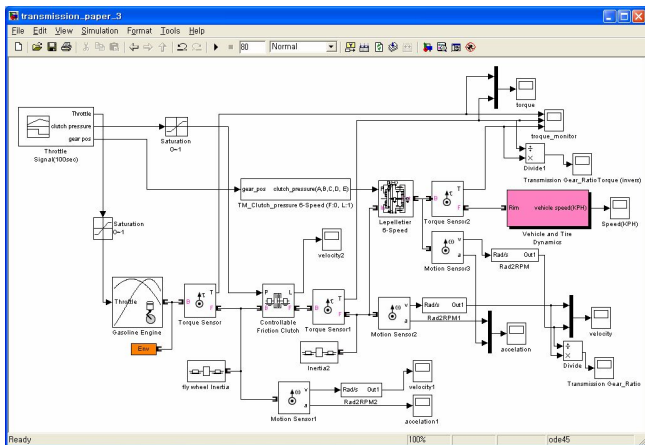 transmission_paper_3
File Edit View Simulation Format Tools Help
80 Normal
Throttle
clutch pressure
gear pos
Throttle
Signal(100sec)
Saturation
0~1
torque
troque_monitor
÷
×
Divide1
Transmission Gear_RatioTorque (invers)
gear_pos clutch_pressure(A,B,C,D, E)
TM_Clutch_pressure 6-Speed (F:0, L:1)
Lepelletier
6-Speed
B τ T
F
Torque Sensor2
Rim vehicle speed(KPH)
Vehicle and Tire
Dynamics
Speed(KPH)
Saturation
0~1
velocity2
ω v
a
Motion Sensor3
Rad/s Out1
Rad2RPM
Throttle
Gasoline Engine
B τ T
F
Torque Sensor
P L
B F
Controllable
Friction Clutch
B τ T
F
Torque Sensor1
ω v
a
Motion Sensor2
Rad/s Out1
Rad2RPM1
accelation
velocity
÷
×
Divide
Transmission Gear_Ratio
Env
Inertia2
flywheel Inertia
ω v
a
Motion Sensor1
Rad/s Out1
Rad2RPM2
velocity1
accelation1
Ready 100% ode45